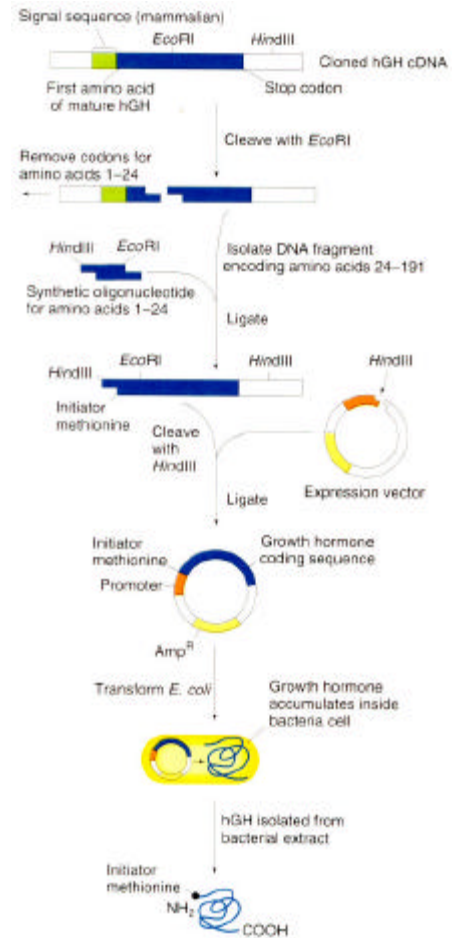 Signal sequence (mammalian)
EcoRI
HindIII
Cloned hGH cDNA
First amino acid
of mature hGH
Stop codon
Cleave with EcoRI
Remove codons for
amino acids 1–24
HindIII
EcoRI
Isolate DNA fragment
encoding amino acids 24–191
Synthetic oligonucleotide
for amino acids 1–24
Ligate
HindIII
EcoRI
HindIII
HindIII
Initiator
methionine
Cleave
with
HindIII
Expression vector
Ligate
Initiator
methionine
Growth hormone
coding sequence
Promoter
Amp^R
Transform E. coli
Growth hormone
accumulates inside
bacteria cell
hGH isolated from
bacterial extract
Initiator
methionine
NH2
COOH